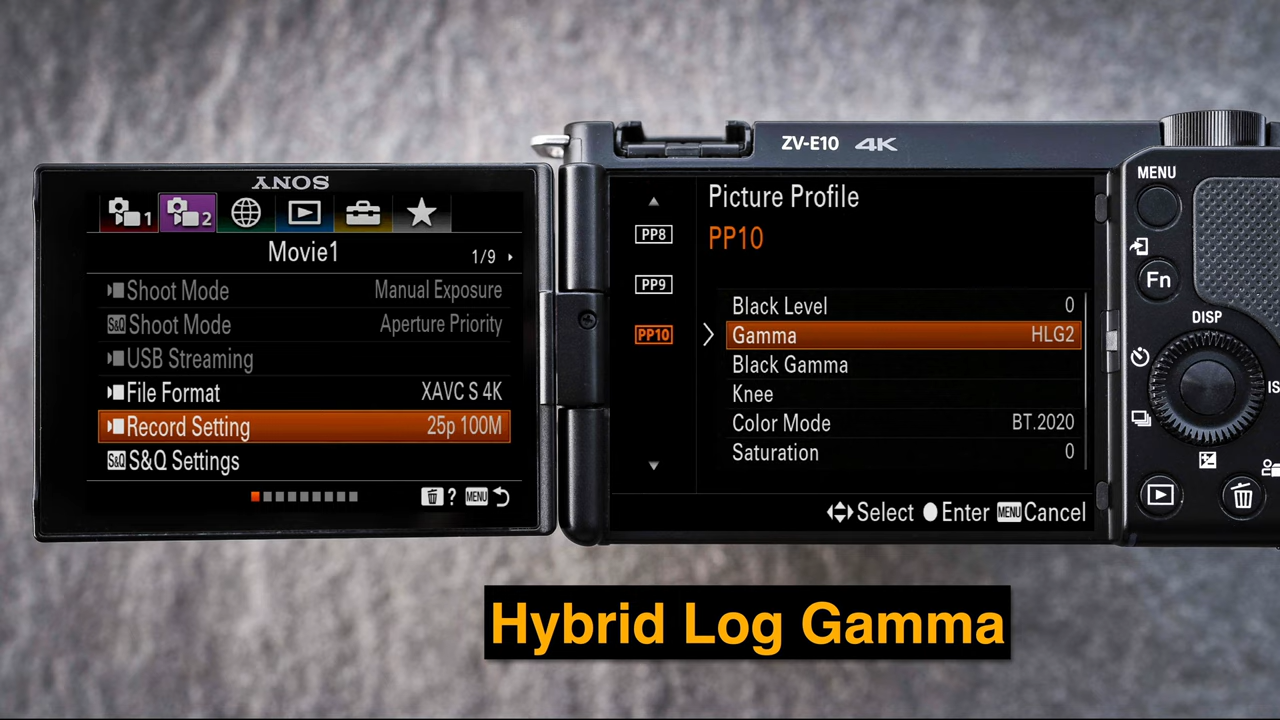 ZV-E10 4K
SONY
1 2
Movie1 1/9
Shoot Mode Manual Exposure
S&Q Shoot Mode Aperture Priority
USB Streaming
File Format XAVC S 4K
Record Setting 25p 100M
S&Q S&Q Settings
? MENU
Picture Profile
PP10
PP8
PP9
PP10
Black Level 0
Gamma HLG2
Black Gamma
Knee
Color Mode BT.2020
Saturation 0
Select Enter MENU Cancel
MENU
Fn
DISP
IS
Hybrid Log Gamma